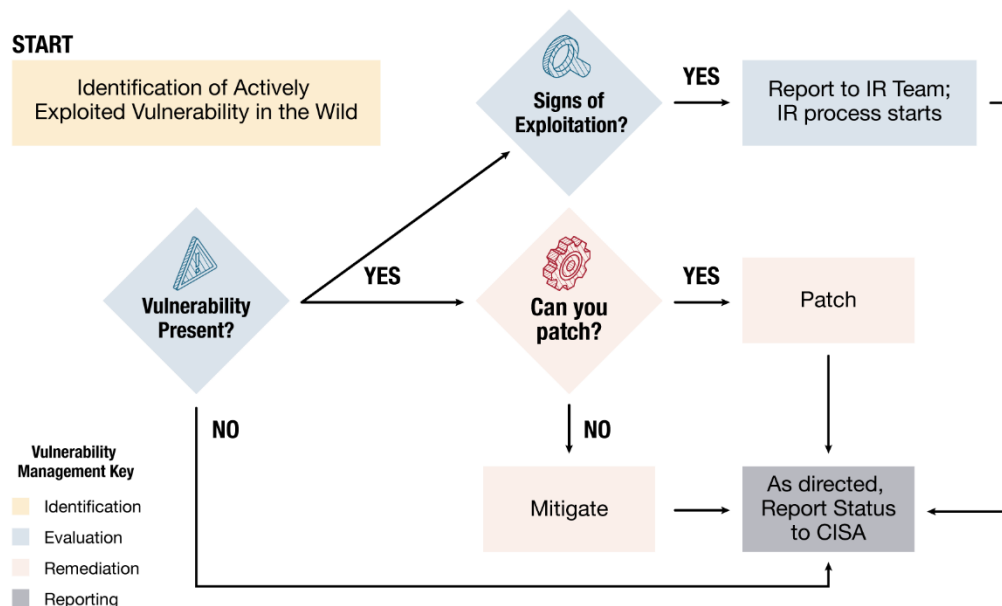 START
Identification of Actively
Exploited Vulnerability in the Wild
Signs of
Exploitation?
YES
Report to IR Team;
IR process starts
Vulnerability
Present?
YES
Can you
patch?
YES
Patch
NO
NO
Mitigate
As directed,
Report Status
to CISA
Vulnerability
Management Key
Identification
Evaluation
Remediation
Reporting